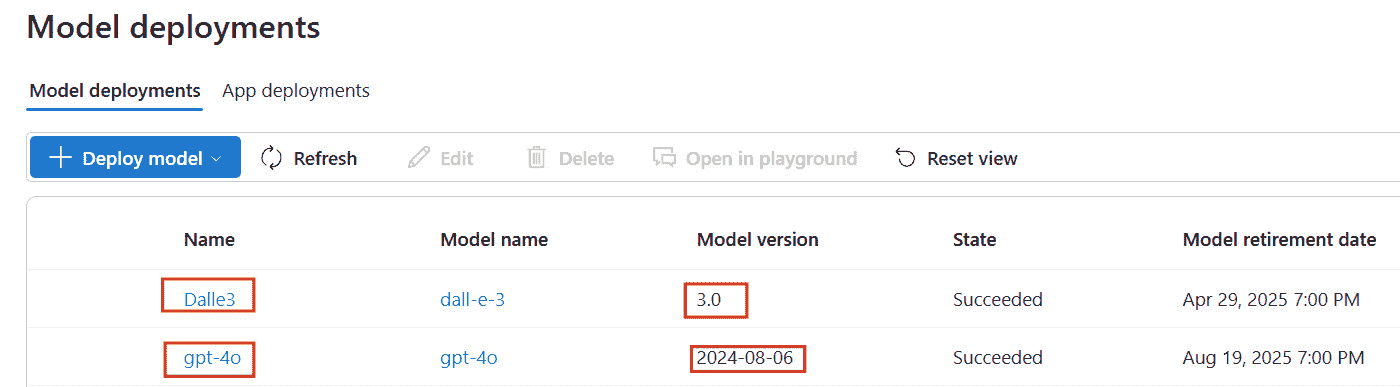 Model deployments
Model deployments App deployments
Deploy model Refresh Edit Delete Open in playground Reset view
Name Model name Model version State Model retirement date
Dalle3 dall-e-3 3.0 Succeeded Apr 29, 2025 7:00 PM
gpt-4o gpt-4o 2024-08-06 Succeeded Aug 19, 2025 7:00 PM